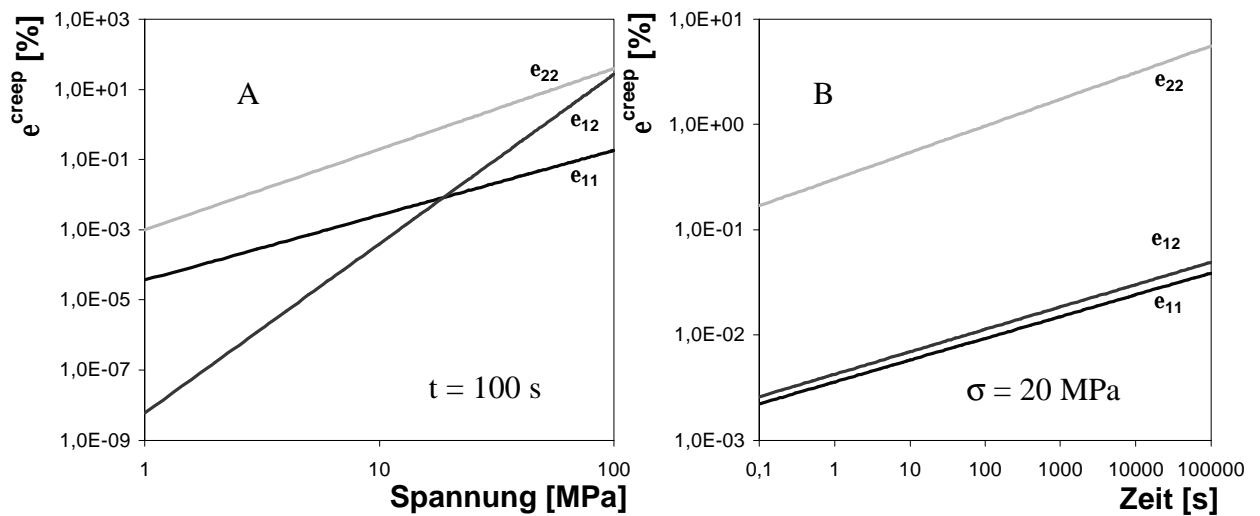 e^creep [%]
1,0E+03
1,0E+01
1,0E-01
1,0E-03
1,0E-05
1,0E-07
1,0E-09
A
e₂₂
e₁₂
e₁₁
t = 100 s
1
10
100
Spannung [MPa]
e^creep [%]
1,0E+01
1,0E+00
1,0E-01
1,0E-02
1,0E-03
B
e₂₂
e₁₂
e₁₁
σ = 20 MPa
0,1
1
10
100
1000
10000
100000
Zeit [s]